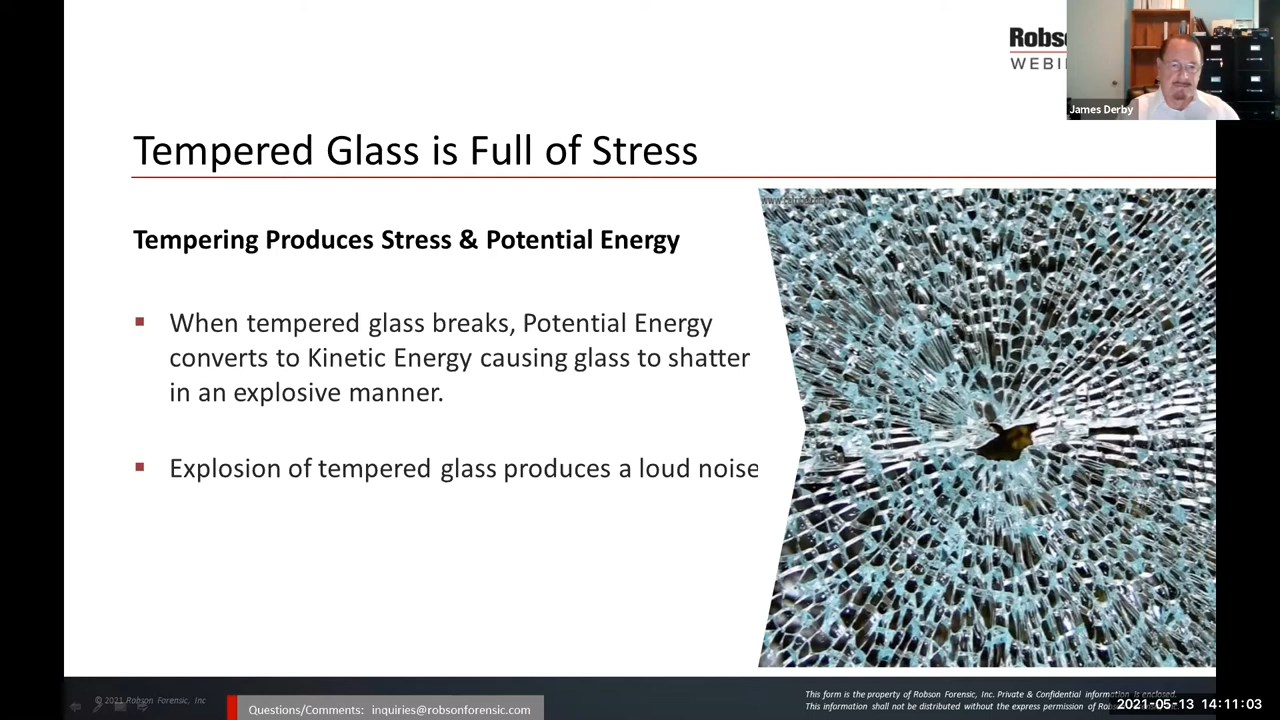 Robs
WEBI
James Derby
Tempered Glass is Full of Stress
Tempering Produces Stress & Potential Energy
When tempered glass breaks, Potential Energy
converts to Kinetic Energy causing glass to shatter
in an explosive manner.
Explosion of tempered glass produces a loud noise
© 2021 Robson Forensic, Inc
Questions/Comments: inquiries@robsonforensic.com
This form is the property of Robson Forensic, Inc. Private & Confidential information is enclosed.
This information shall not be distributed without the express permission of
2021-05-13 14:11:03